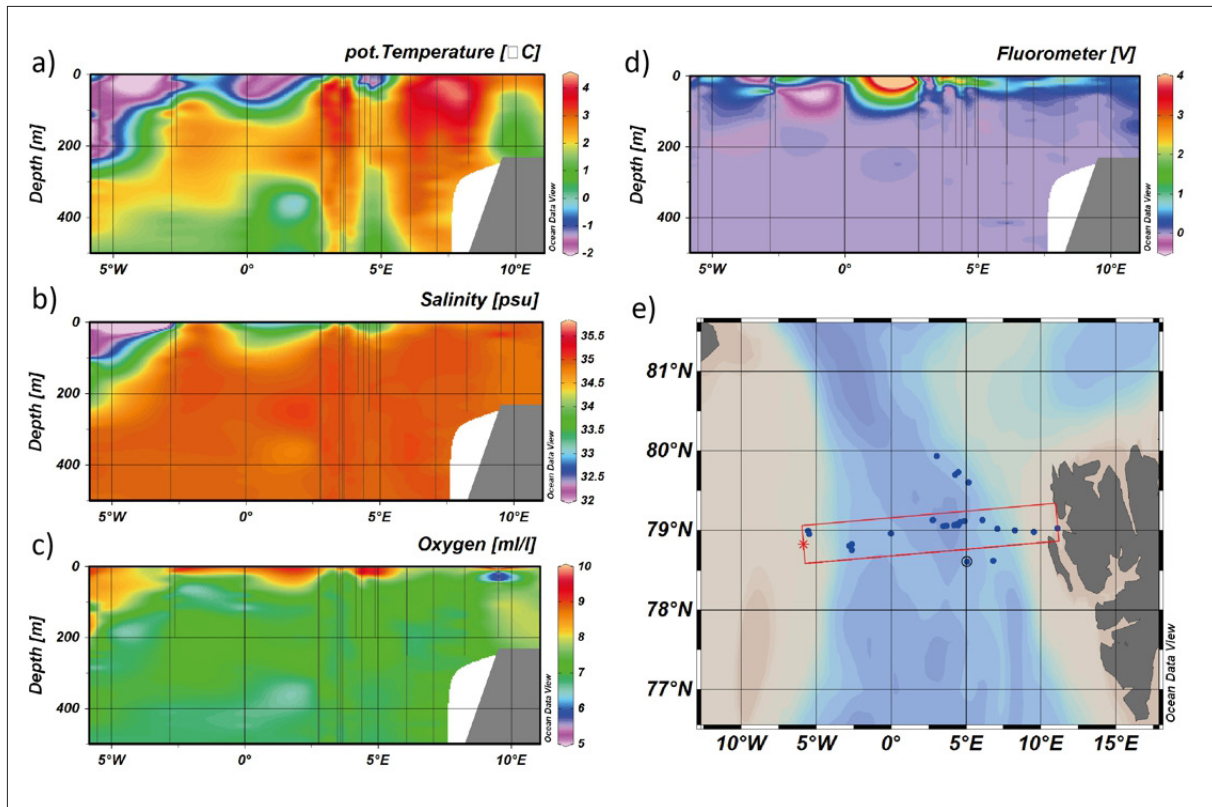 a)
pot.Temperature [□C]
Depth [m]
0
200
400
5°W
0°
5°E
10°E
4
3
2
1
0
-1
-2
Ocean Data View
b)
Salinity [psu]
Depth [m]
0
200
400
5°W
0°
5°E
10°E
35.5
35
34.5
34
33.5
33
32.5
32
Ocean Data View
c)
Oxygen [ml/l]
Depth [m]
0
200
400
5°W
0°
5°E
10°E
10
9
8
7
6
5
Ocean Data View
d)
Fluorometer [V]
Depth [m]
0
200
400
5°W
0°
5°E
10°E
4
3
2
1
0
Ocean Data View
e)
81°N
80°N
79°N
78°N
77°N
10°W
5°W
0°
5°E
10°E
15°E
Ocean Data View